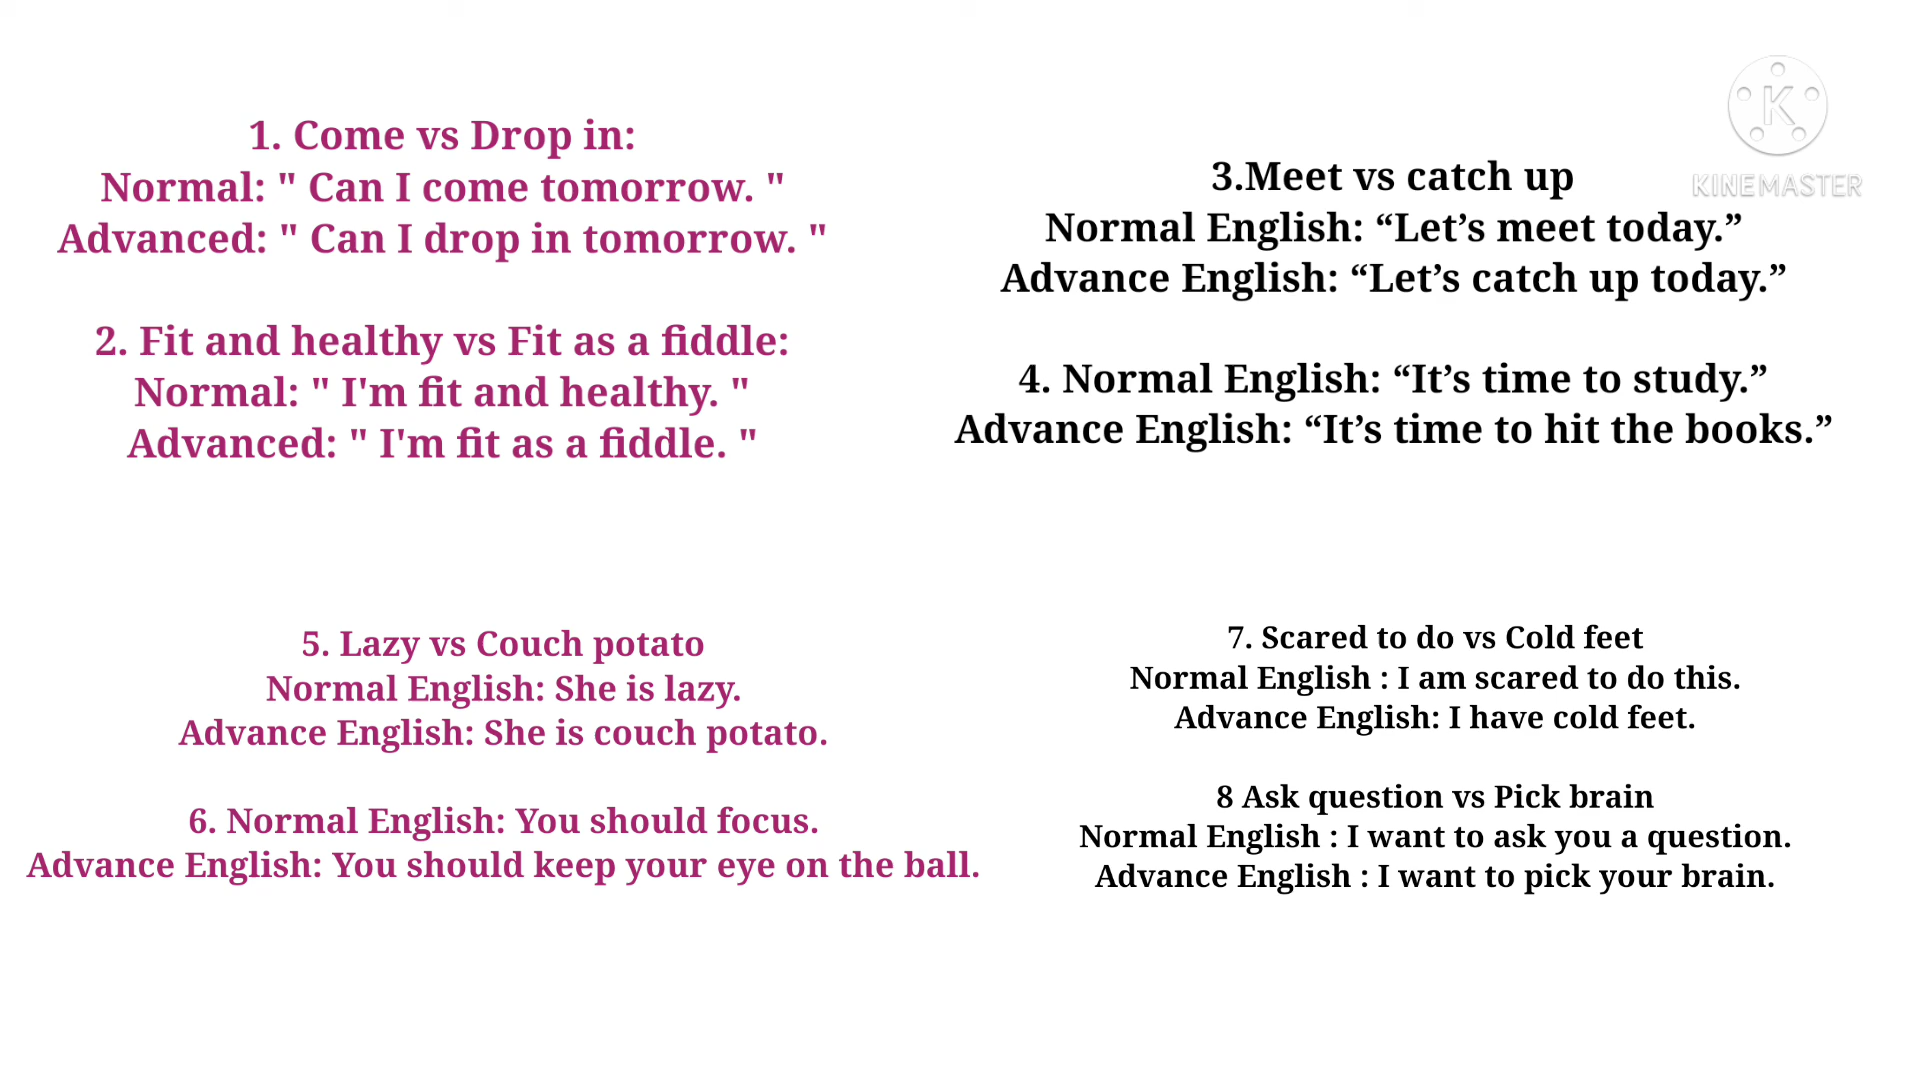 1. Come vs Drop in:
Normal: " Can I come tomorrow. "
Advanced: " Can I drop in tomorrow. "
2. Fit and healthy vs Fit as a fiddle:
Normal: " I'm fit and healthy. "
Advanced: " I'm fit as a fiddle. "
3.Meet vs catch up
Normal English: “Let’s meet today.”
Advance English: “Let’s catch up today.”
4. Normal English: “It’s time to study.”
Advance English: “It’s time to hit the books.”
K
KINEMASTER
5. Lazy vs Couch potato
Normal English: She is lazy.
Advance English: She is couch potato.
6. Normal English: You should focus.
Advance English: You should keep your eye on the ball.
7. Scared to do vs Cold feet
Normal English : I am scared to do this.
Advance English: I have cold feet.
8 Ask question vs Pick brain
Normal English : I want to ask you a question.
Advance English : I want to pick your brain.